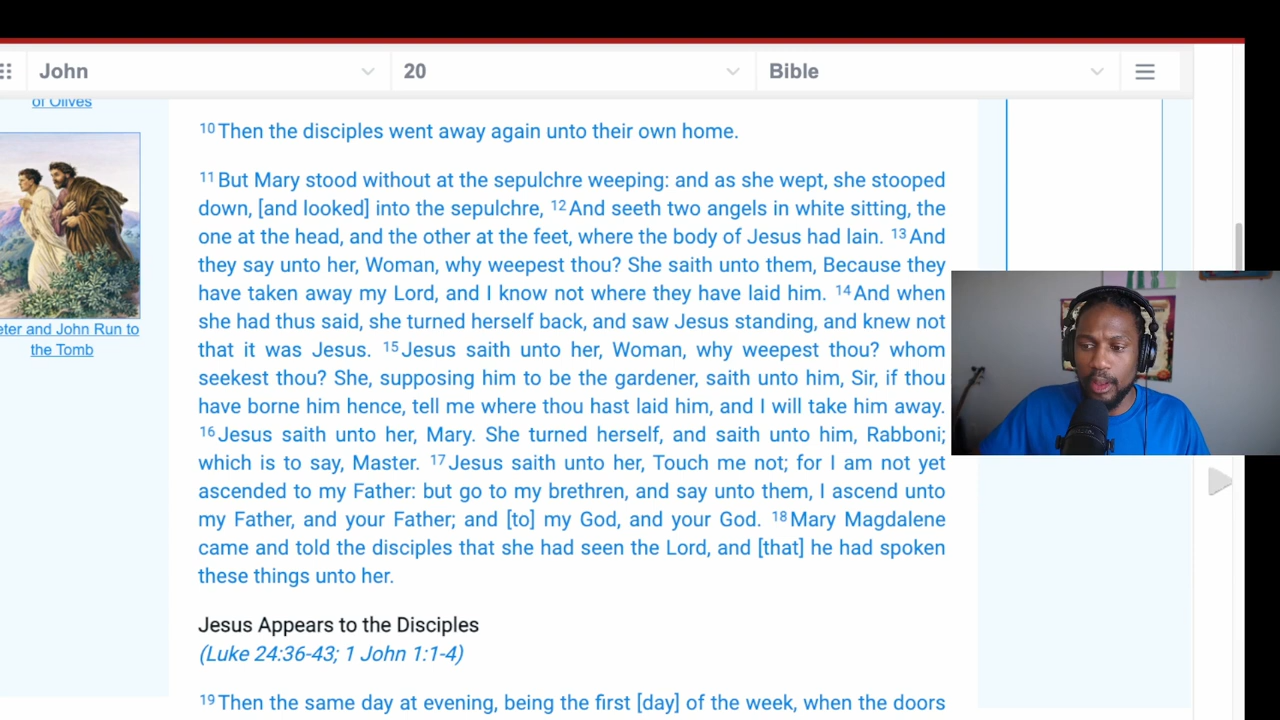 John
20
Bible
of Olives
eter and John Run to
the Tomb
10 Then the disciples went away again unto their own home.
11 But Mary stood without at the sepulchre weeping: and as she wept, she stooped
down, [and looked] into the sepulchre, 12 And seeth two angels in white sitting, the
one at the head, and the other at the feet, where the body of Jesus had lain. 13 And
they say unto her, Woman, why weepest thou? She saith unto them, Because they
have taken away my Lord, and I know not where they have laid him. 14 And when
she had thus said, she turned herself back, and saw Jesus standing, and knew not
that it was Jesus. 15 Jesus saith unto her, Woman, why weepest thou? whom
seekest thou? She, supposing him to be the gardener, saith unto him, Sir, if thou
have borne him hence, tell me where thou hast laid him, and I will take him away.
16 Jesus saith unto her, Mary. She turned herself, and saith unto him, Rabboni;
which is to say, Master. 17 Jesus saith unto her, Touch me not; for I am not yet
ascended to my Father: but go to my brethren, and say unto them, I ascend unto
my Father, and your Father; and [to] my God, and your God. 18 Mary Magdalene
came and told the disciples that she had seen the Lord, and [that] he had spoken
these things unto her.
Jesus Appears to the Disciples
(Luke 24:36-43; 1 John 1:1-4)
19 Then the same day at evening, being the first [day] of the week, when the doors